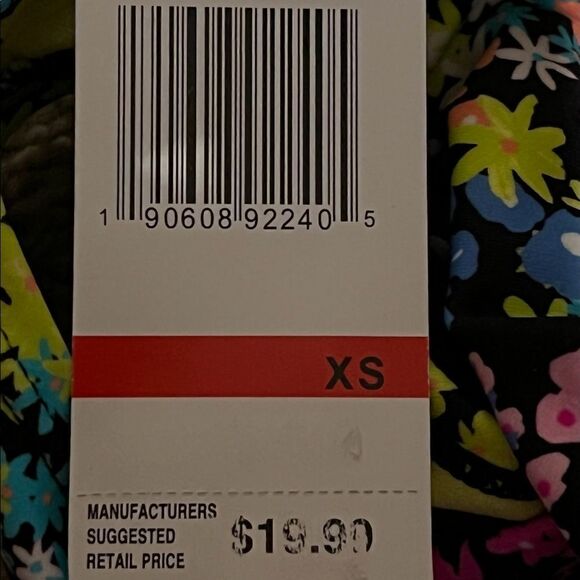 1 90608 92240 5
XS
MANUFACTURERS
SUGGESTED
RETAIL PRICE
$19.99